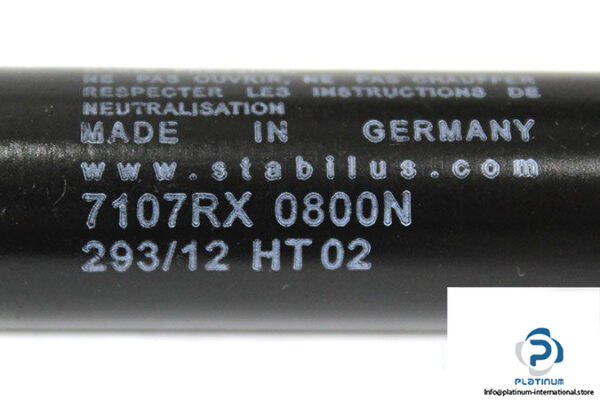 NE PAS OUVRIR, NE PAS CHAUFFER
RESPECTER LES INSTRUCTIONS DE
NEUTRALISATION
MADE IN GERMANY
www.stabilus.com
7107RX 0800N
293/12 HT02
PLATINUM
Info@platinum-international.store